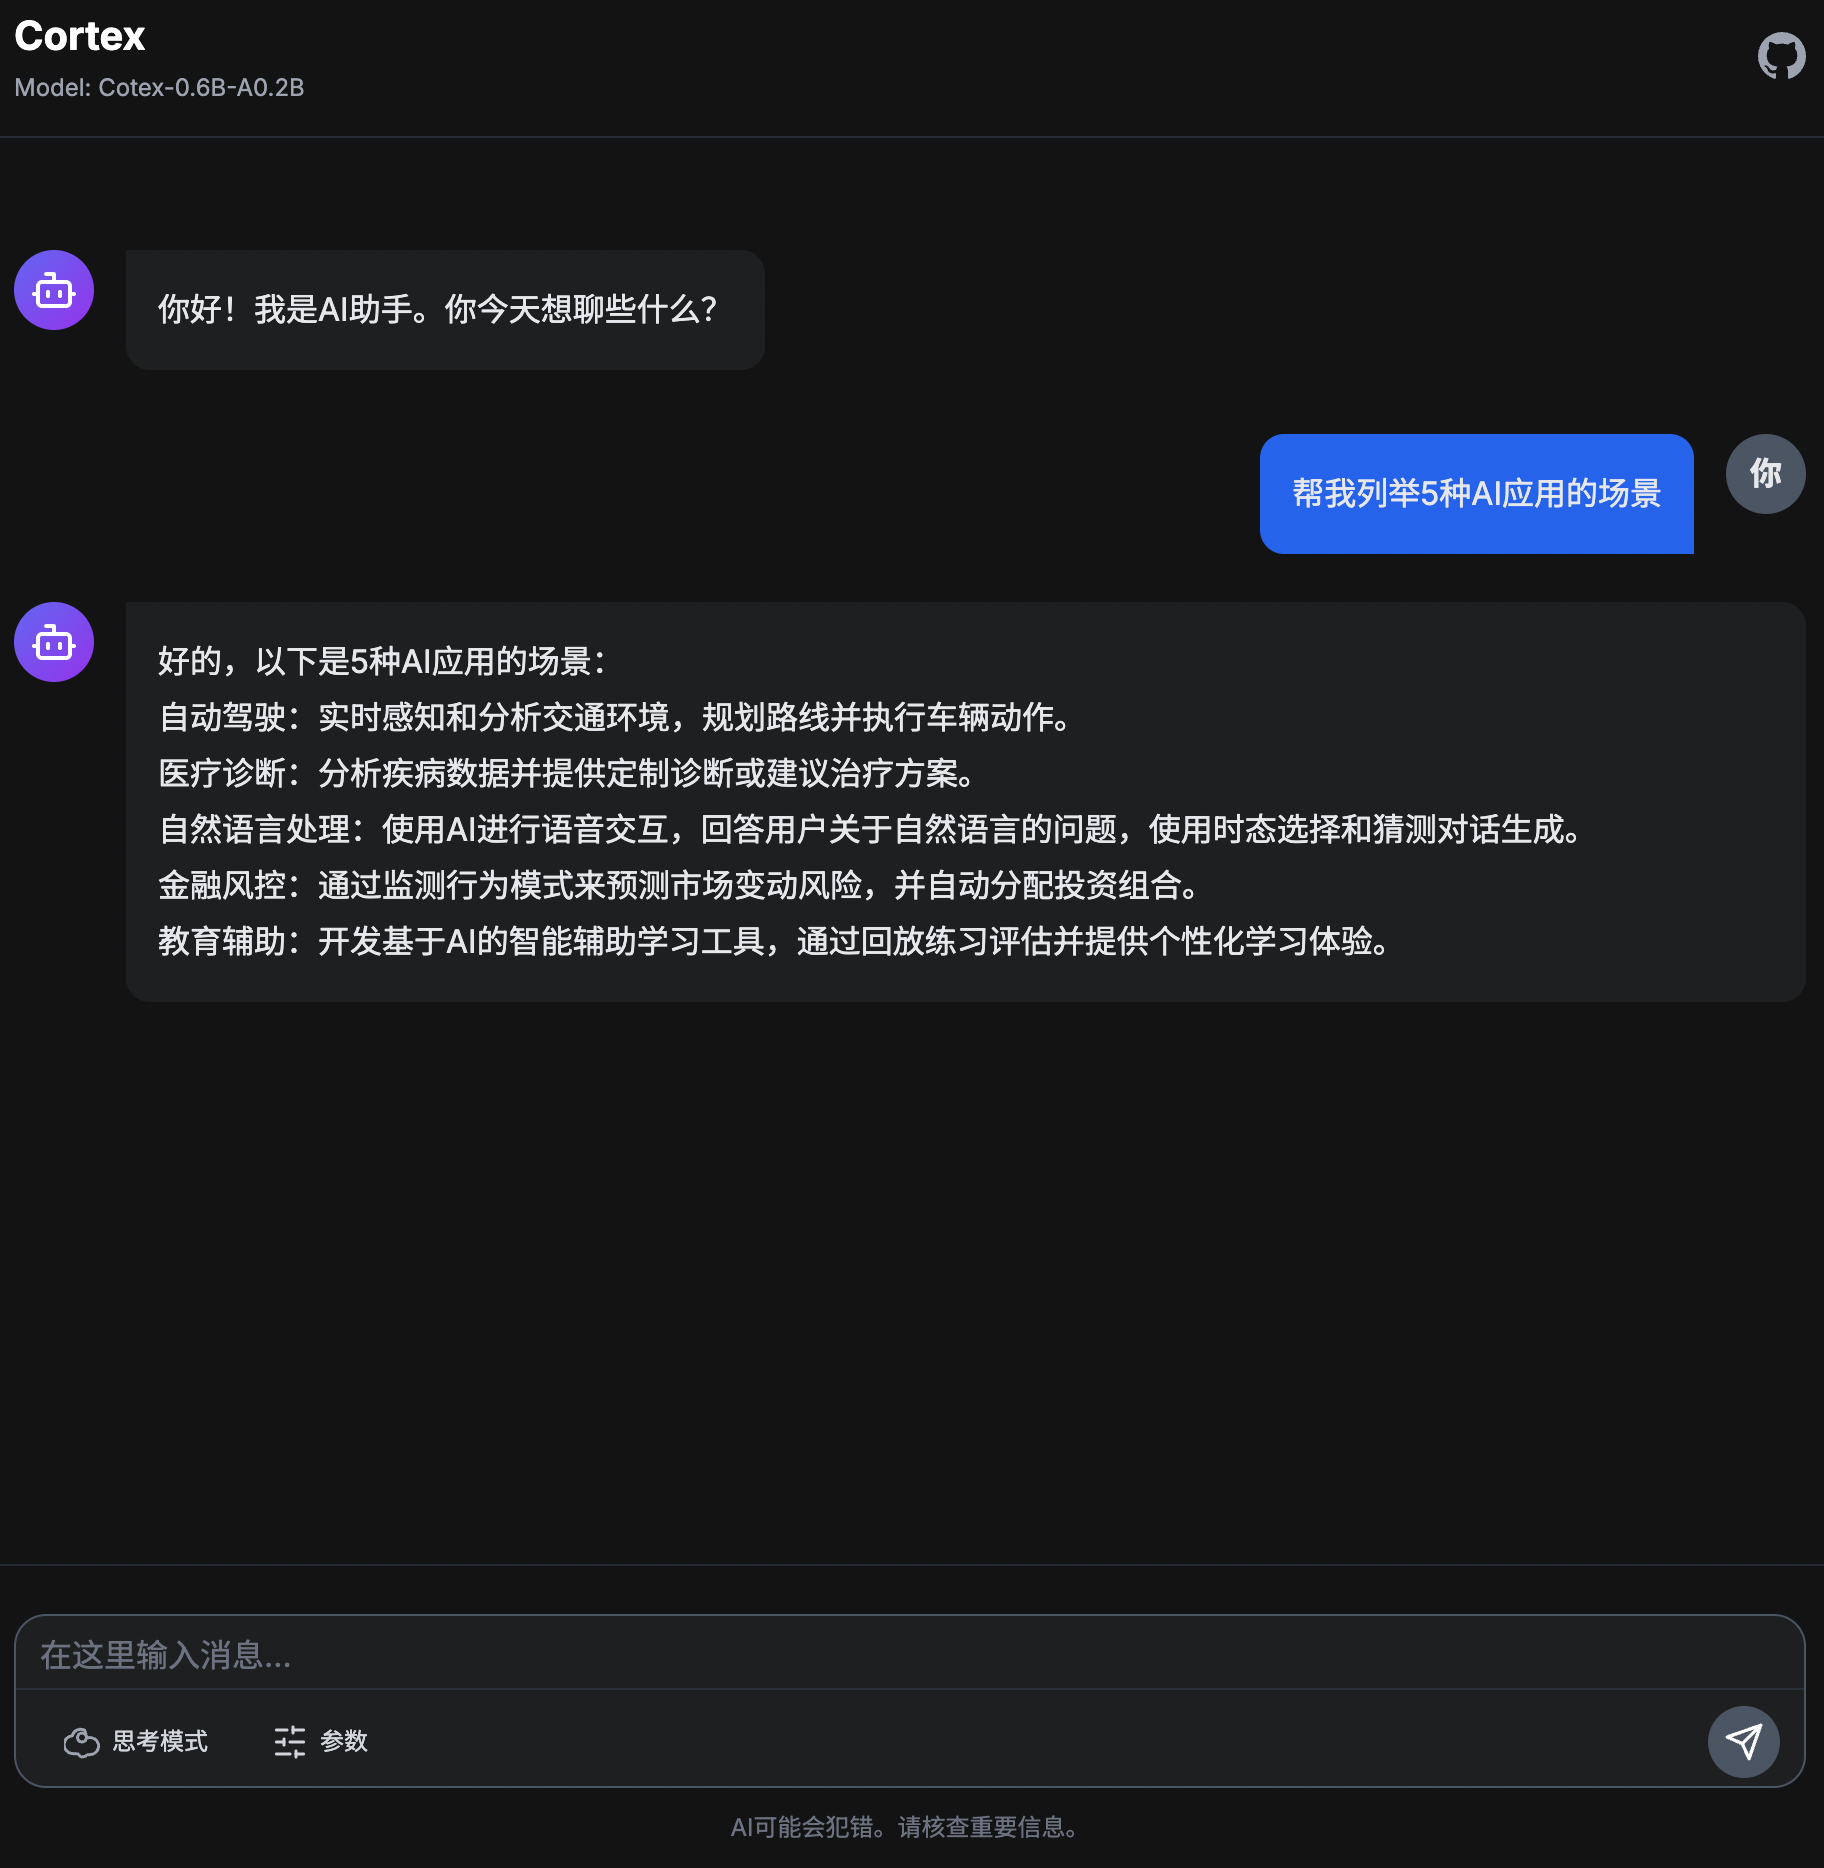 Cortex
Model: Cotex-0.6B-A0.2B
你好！我是AI助手。你今天想聊些什么？
帮我列举5种AI应用的场景
你
好的，以下是5种AI应用的场景：
自动驾驶：实时感知和分析交通环境，规划路线并执行车辆动作。
医疗诊断：分析疾病数据并提供定制诊断或建议治疗方案。
自然语言处理：使用AI进行语音交互，回答用户关于自然语言的问题，使用时态选择和猜测对话生成。
金融风控：通过监测行为模式来预测市场变动风险，并自动分配投资组合。
教育辅助：开发基于AI的智能辅助学习工具，通过回放练习评估并提供个性化学习体验。
在这里输入消息...
思考模式
参数
AI可能会犯错。请核查重要信息。